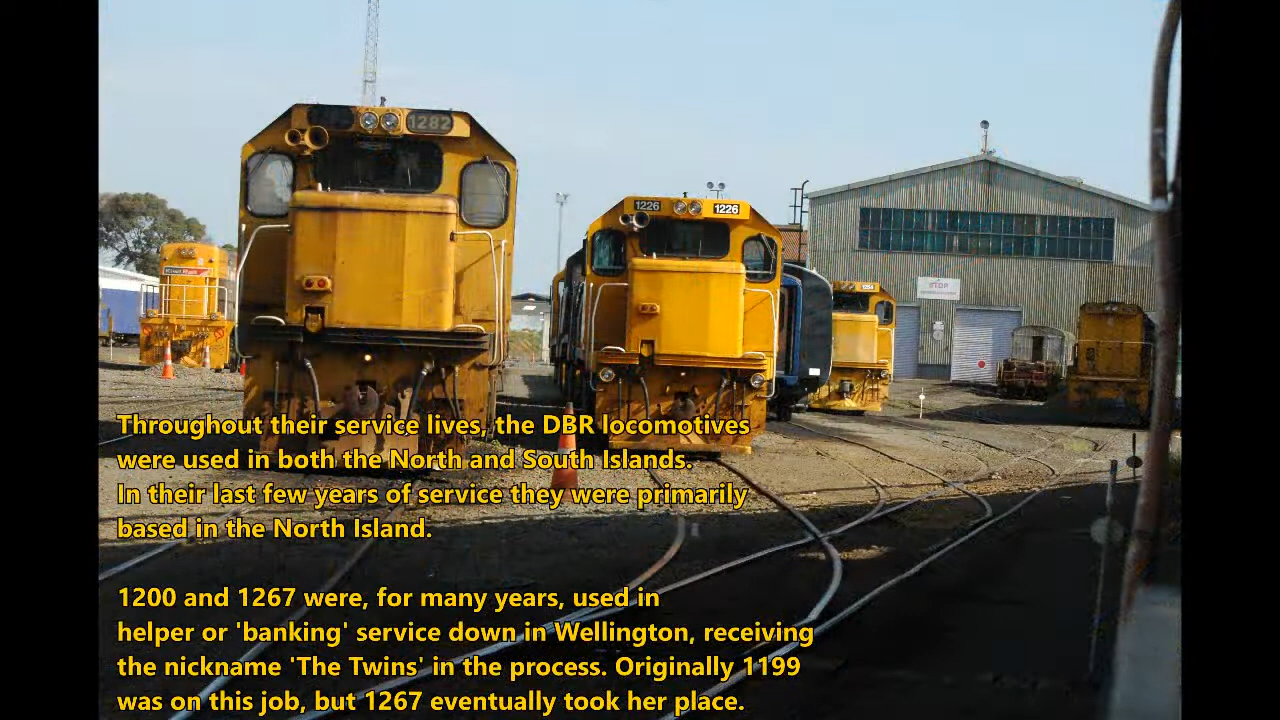 1282
1226
1226
STOP
Throughout their service lives, the DBR locomotives
were used in both the North and South Islands.
In their last few years of service they were primarily
based in the North Island.
1200 and 1267 were, for many years, used in
helper or 'banking' service down in Wellington, receiving
the nickname 'The Twins' in the process. Originally 1199
was on this job, but 1267 eventually took her place.